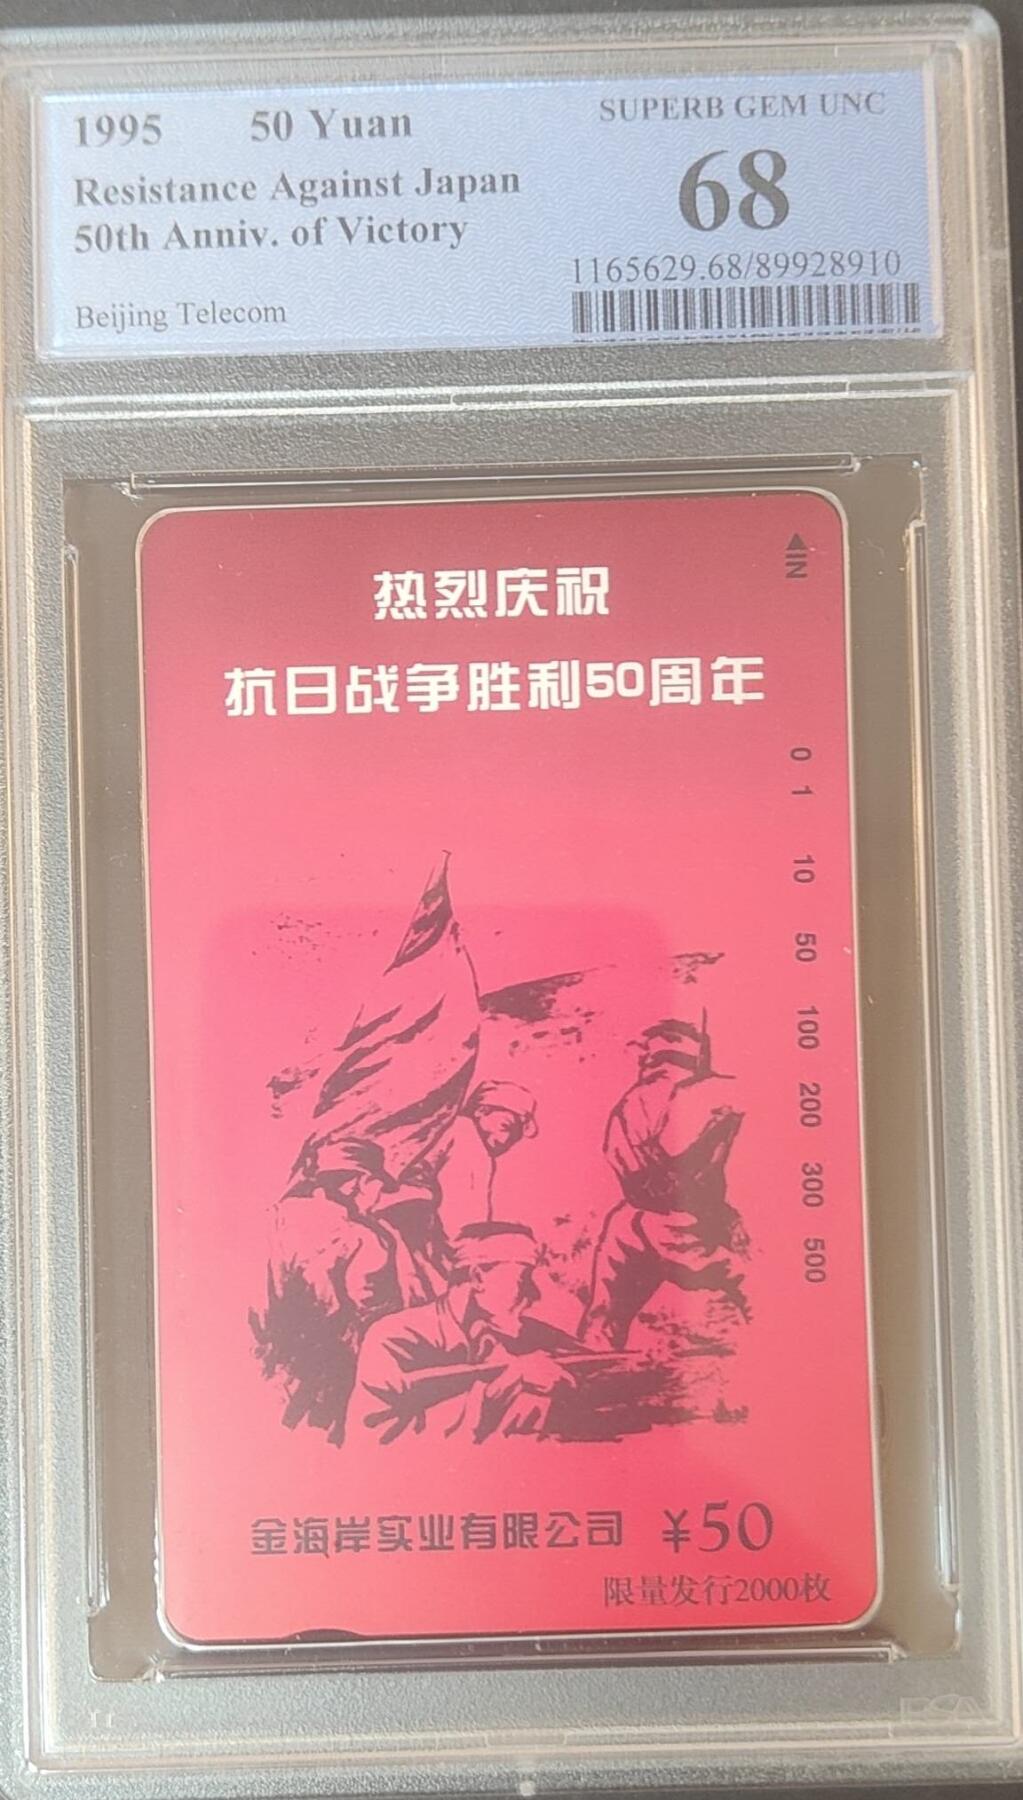 1995 50 Yuan
SUPERB GEM UNC
Resistance Against Japan
68
50th Anniv. of Victory
1165629.68/89928910
Beijing Telecom
热烈庆祝
IN
抗日战争胜利50周年
0
1
10
50
100
200
300
500
金海岸实业有限公司 ¥50
限量发行2000枚